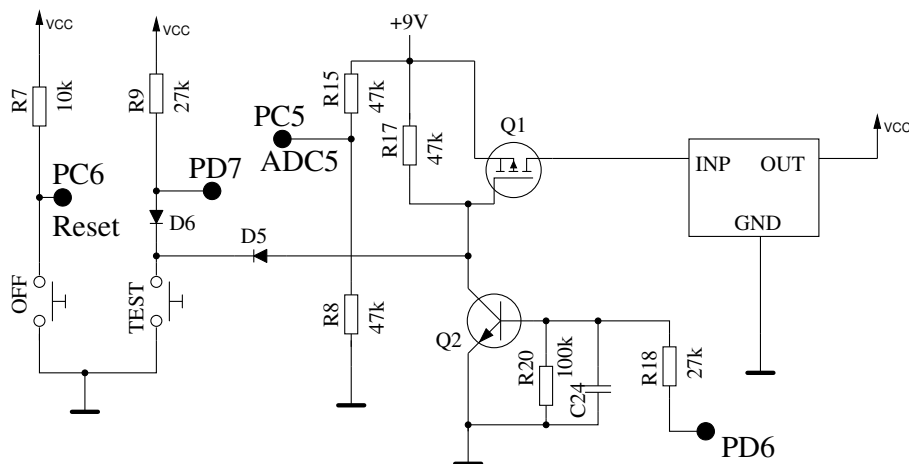 VCC
VCC
+9V
VCC
R7
10k
R9
27k
R15
47k
R17
47k
Q1
PC5
ADC5
INP
OUT
GND
PC6
Reset
PD7
D6
D5
OFF
TEST
R8
47k
Q2
R20
100k
C24
R18
27k
PD6